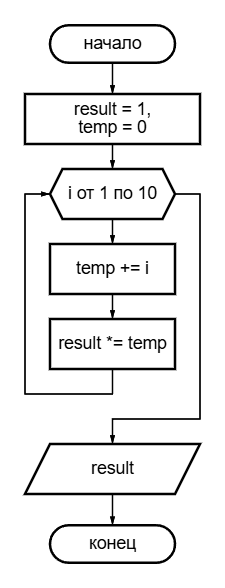 начало
result = 1,
temp = 0
i от 1 по 10
temp += i
result *= temp
result
конец